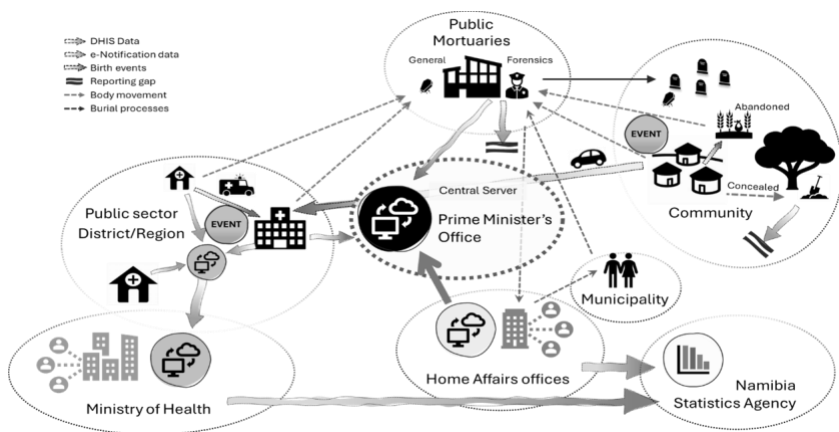 DHIS Data
e-Notification data
Birth events
Reporting gap
Body movement
Burial processes
Public
Mortuaries
General
Forensics
Abandoned
EVENT
Concealed
Community
Central Server
Prime Minister's
Office
Public sector
District/Region
EVENT
Municipality
Home Affairs offices
Ministry of Health
Namibia
Statistics Agency